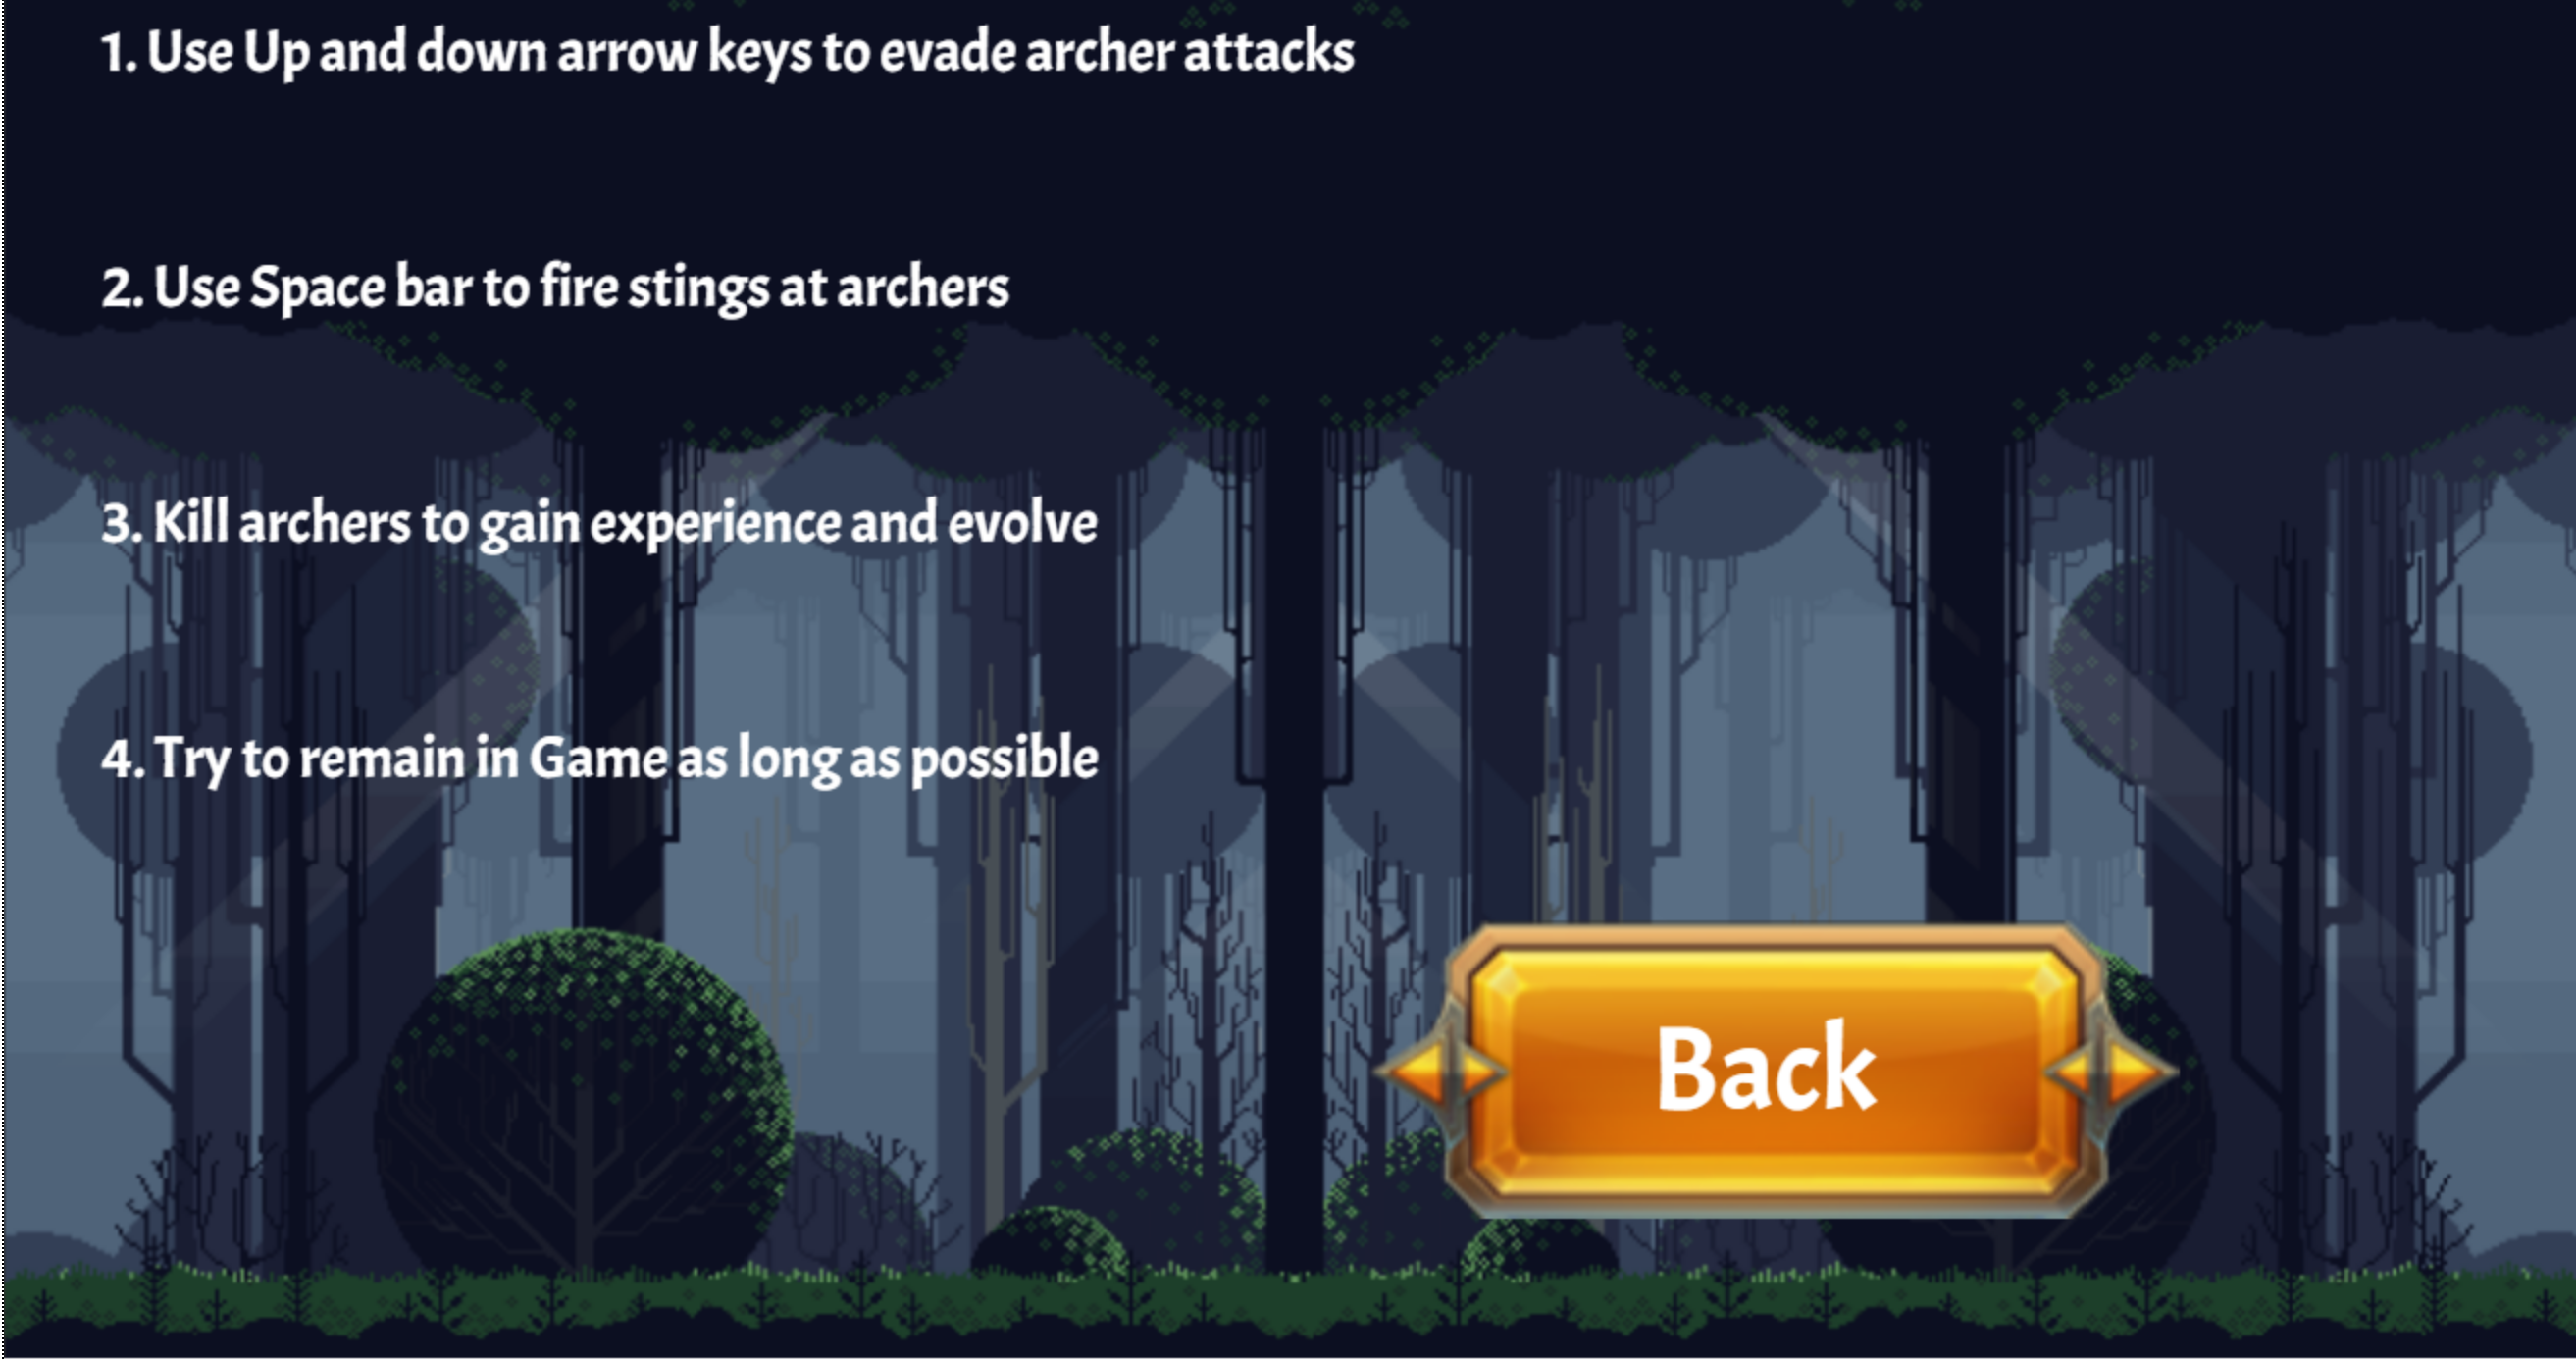 1. Use Up and down arrow keys to evade archer attacks
2. Use Space bar to fire stings at archers
3. Kill archers to gain experience and evolve
4. Try to remain in Game as long as possible
Back